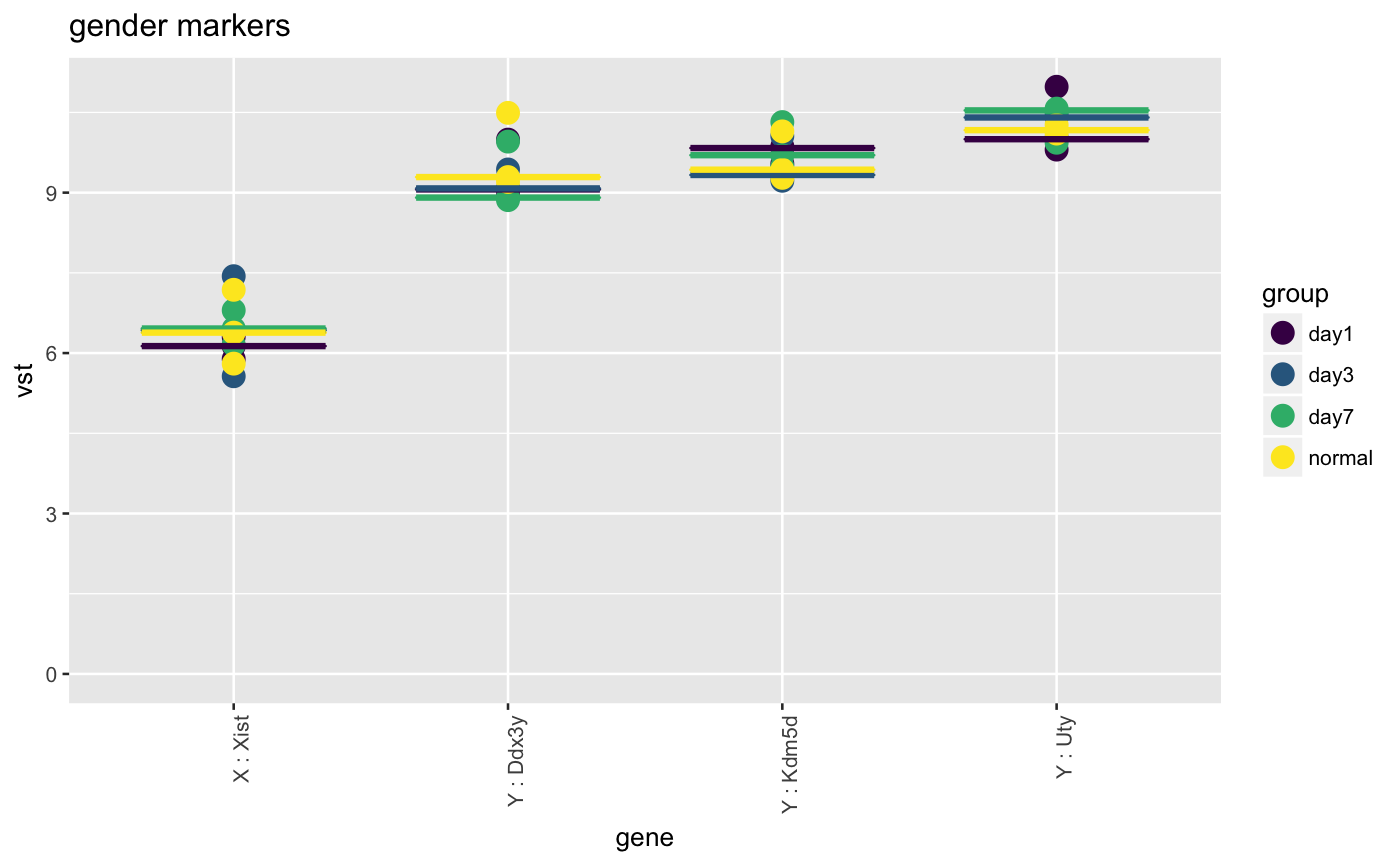 gender markers
vst
9
6
3
0
X : Xist
Y : Ddx3y
Y : Kdm5d
Y : Uty
gene
group
day1
day3
day7
normal